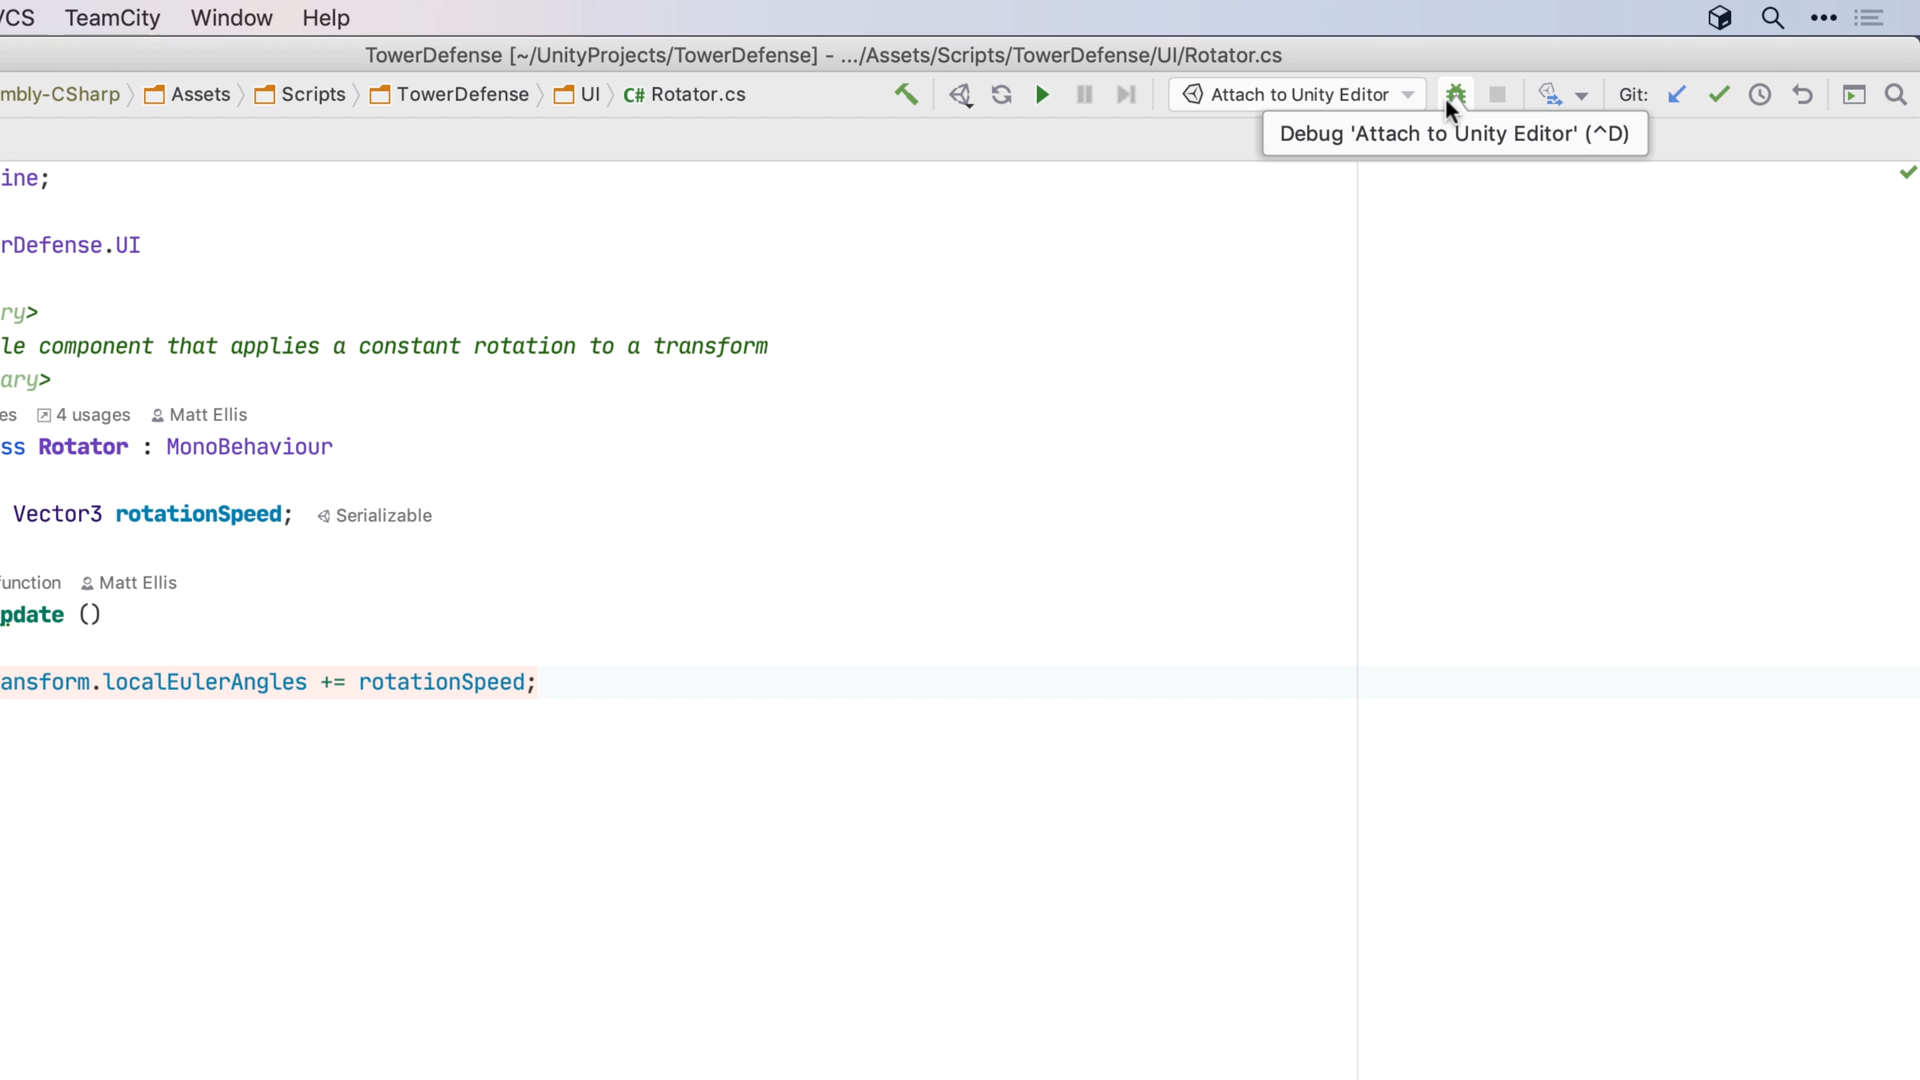 /CS TeamCity Window Help
TowerDefense [~/UnityProjects/TowerDefense] - .../Assets/Scripts/TowerDefense/UI/Rotator.cs
mbly-CSharp Assets Scripts TowerDefense UI C# Rotator.cs Attach to Unity Editor Git:
Debug 'Attach to Unity Editor' (^D)
ine;
rDefense.UI
ry>
le component that applies a constant rotation to a transform
ary>
es 4 usages Matt Ellis
ss Rotator : MonoBehaviour
Vector3 rotationSpeed; Serializable
function Matt Ellis
pdate ()
ansform.localEulerAngles += rotationSpeed;